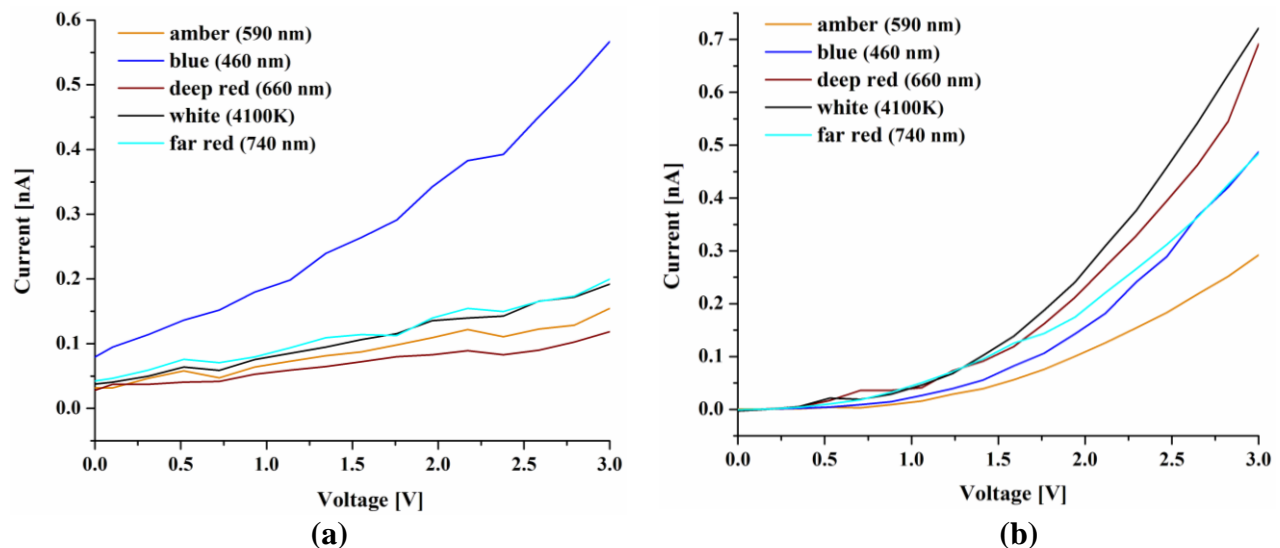 0.6
0.5
0.4
0.3
0.2
0.1
0.0
Current [nA]
amber (590 nm)
blue (460 nm)
deep red (660 nm)
white (4100K)
far red (740 nm)
0.0 0.5 1.0 1.5 2.0 2.5 3.0
Voltage [V]
(a)
0.7
0.6
0.5
0.4
0.3
0.2
0.1
0.0
Current [nA]
amber (590 nm)
blue (460 nm)
deep red (660 nm)
white (4100K)
far red (740 nm)
0.0 0.5 1.0 1.5 2.0 2.5 3.0
Voltage [V]
(b)